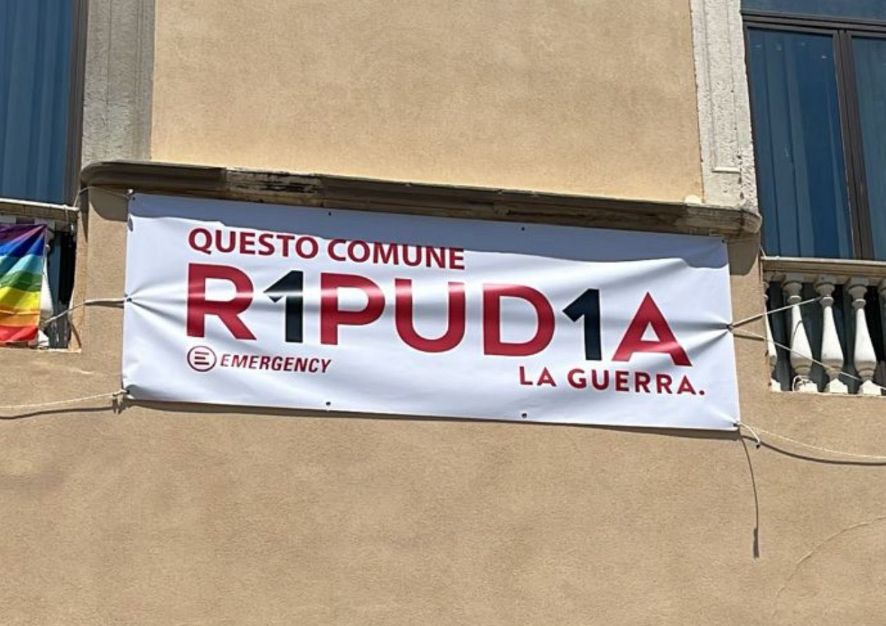 QUESTO COMUNE
R1PUD1A
EMERGENCY
LA GUERRA.